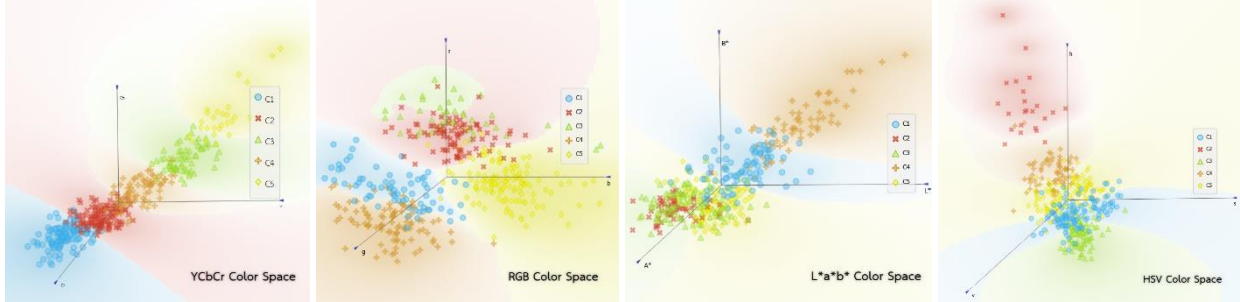 C1
C2
C3
C4
C5
YCbCr Color Space
r
C1
C2
C3
C4
C5
b
g
RGB Color Space
B*
C1
C2
C3
C4
C5
L*
A*
L*a*b* Color Space
h
C1
C2
C3
C4
C5
s
v
HSV Color Space